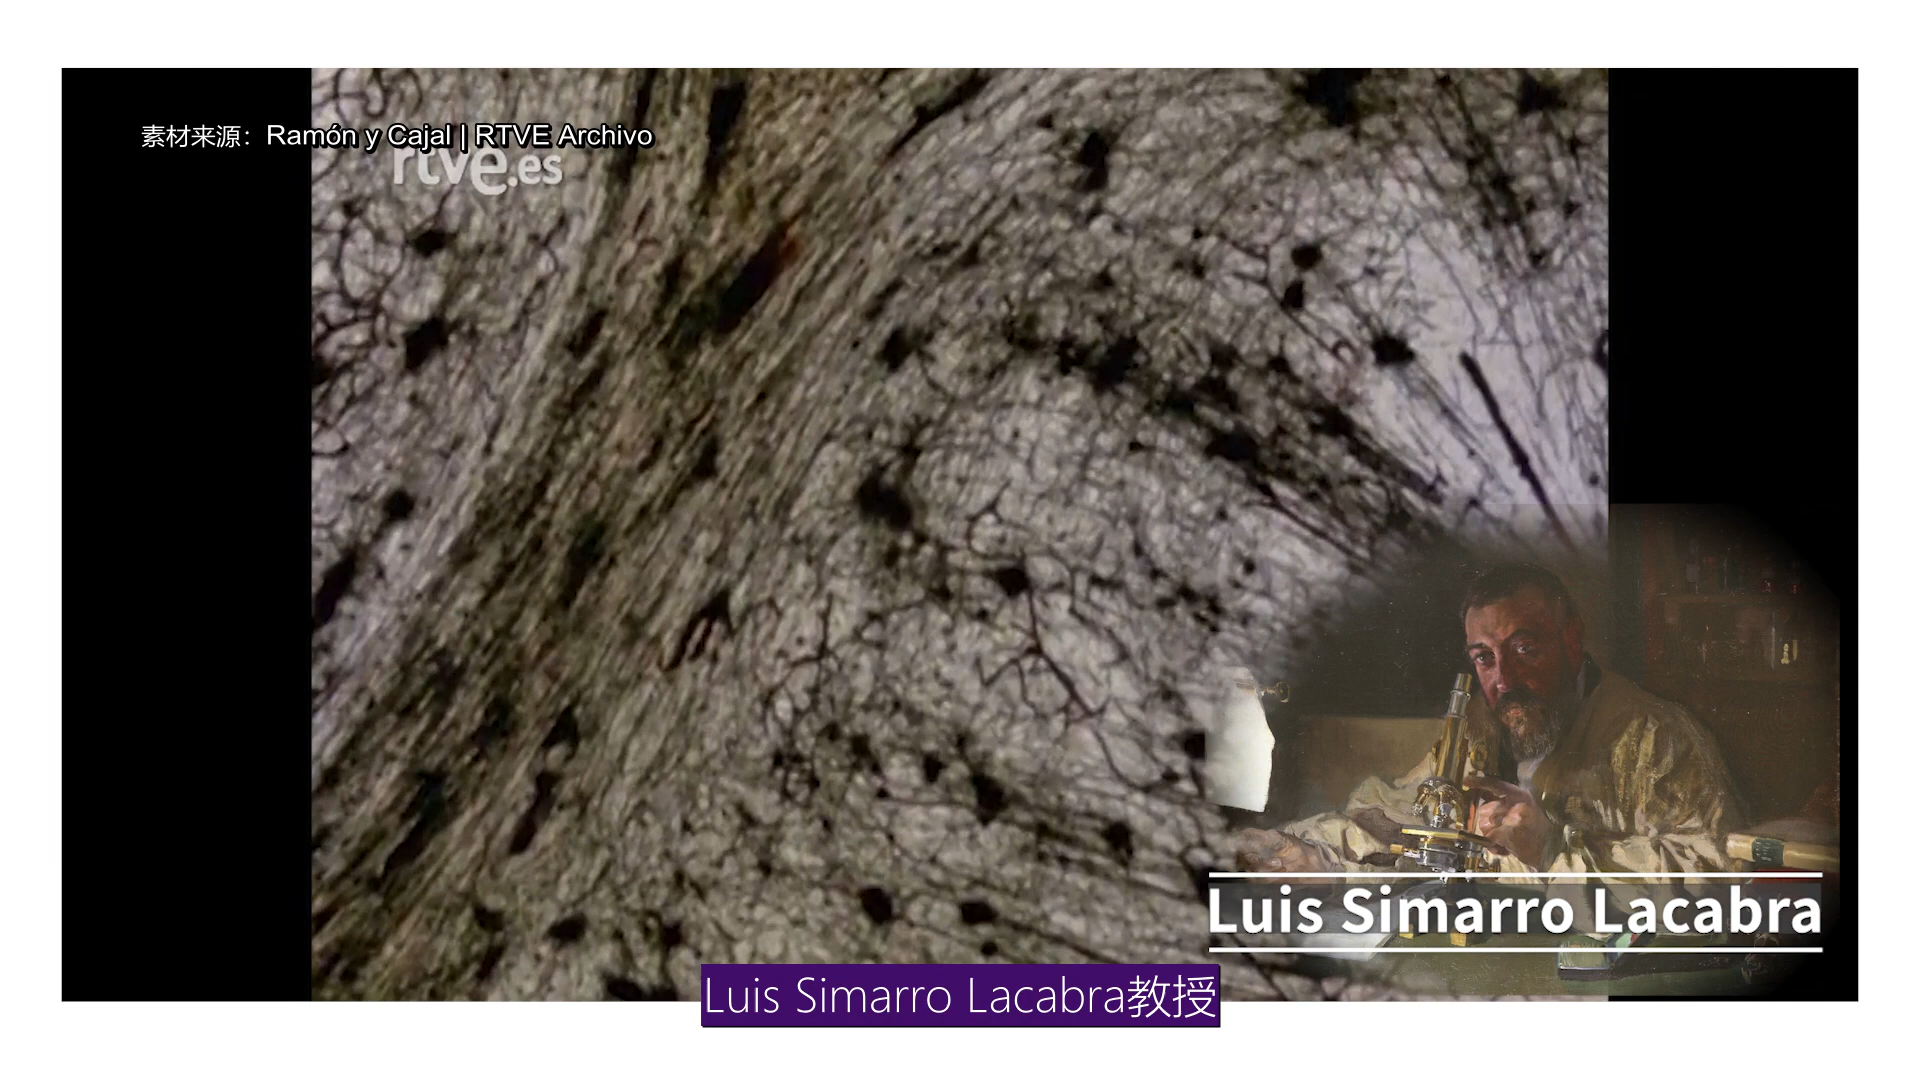 素材来源：Ramón y Cajal | RTVE Archivo
rtve.es
Luis Simarro Lacabra
Luis Simarro Lacabra教授